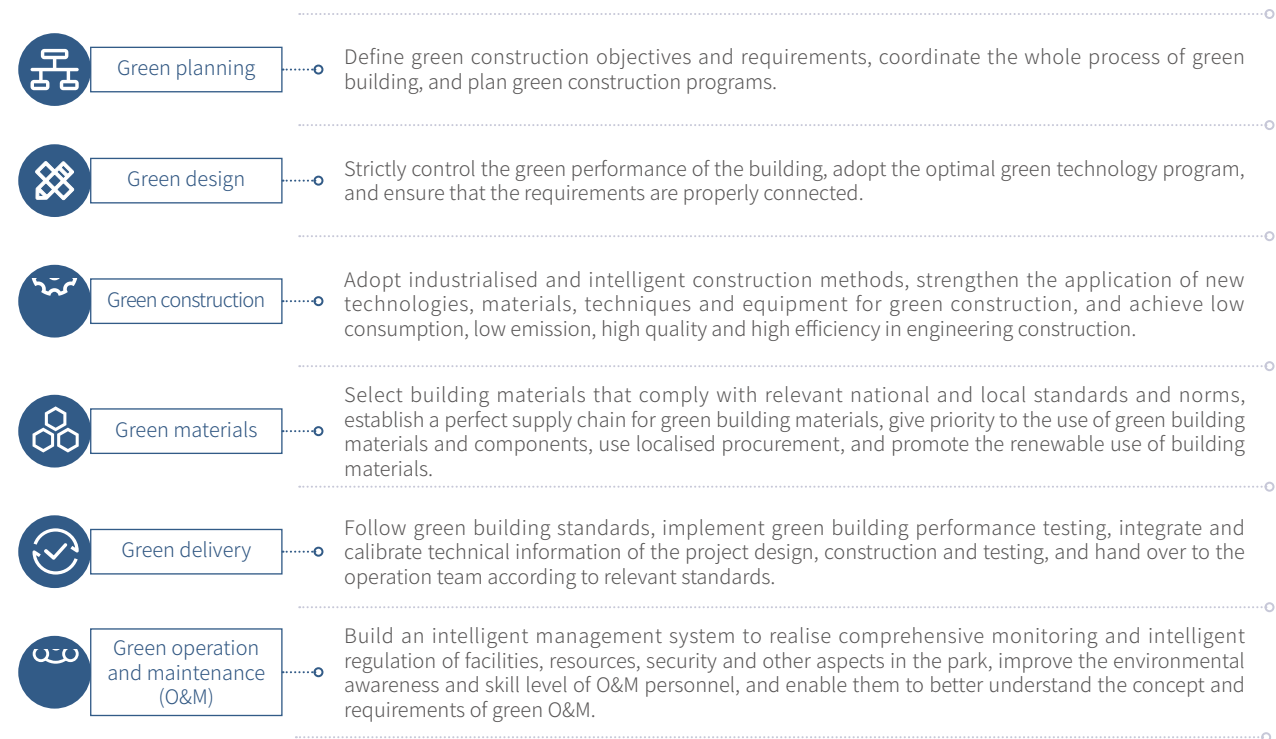 Green planning
Define green construction objectives and requirements, coordinate the whole process of green
building, and plan green construction programs.
Green design
Strictly control the green performance of the building, adopt the optimal green technology program,
and ensure that the requirements are properly connected.
Green construction
Adopt industrialised and intelligent construction methods, strengthen the application of new
technologies, materials, techniques and equipment for green construction, and achieve low
consumption, low emission, high quality and high efficiency in engineering construction.
Green materials
Select building materials that comply with relevant national and local standards and norms,
establish a perfect supply chain for green building materials, give priority to the use of green building
materials and components, use localised procurement, and promote the renewable use of building
materials.
Green delivery
Follow green building standards, implement green building performance testing, integrate and
calibrate technical information of the project design, construction and testing, and hand over to the
operation team according to relevant standards.
Green operation
and maintenance
(O&M)
Build an intelligent management system to realise comprehensive monitoring and intelligent
regulation of facilities, resources, security and other aspects in the park, improve the environmental
awareness and skill level of O&M personnel, and enable them to better understand the concept and
requirements of green O&M.